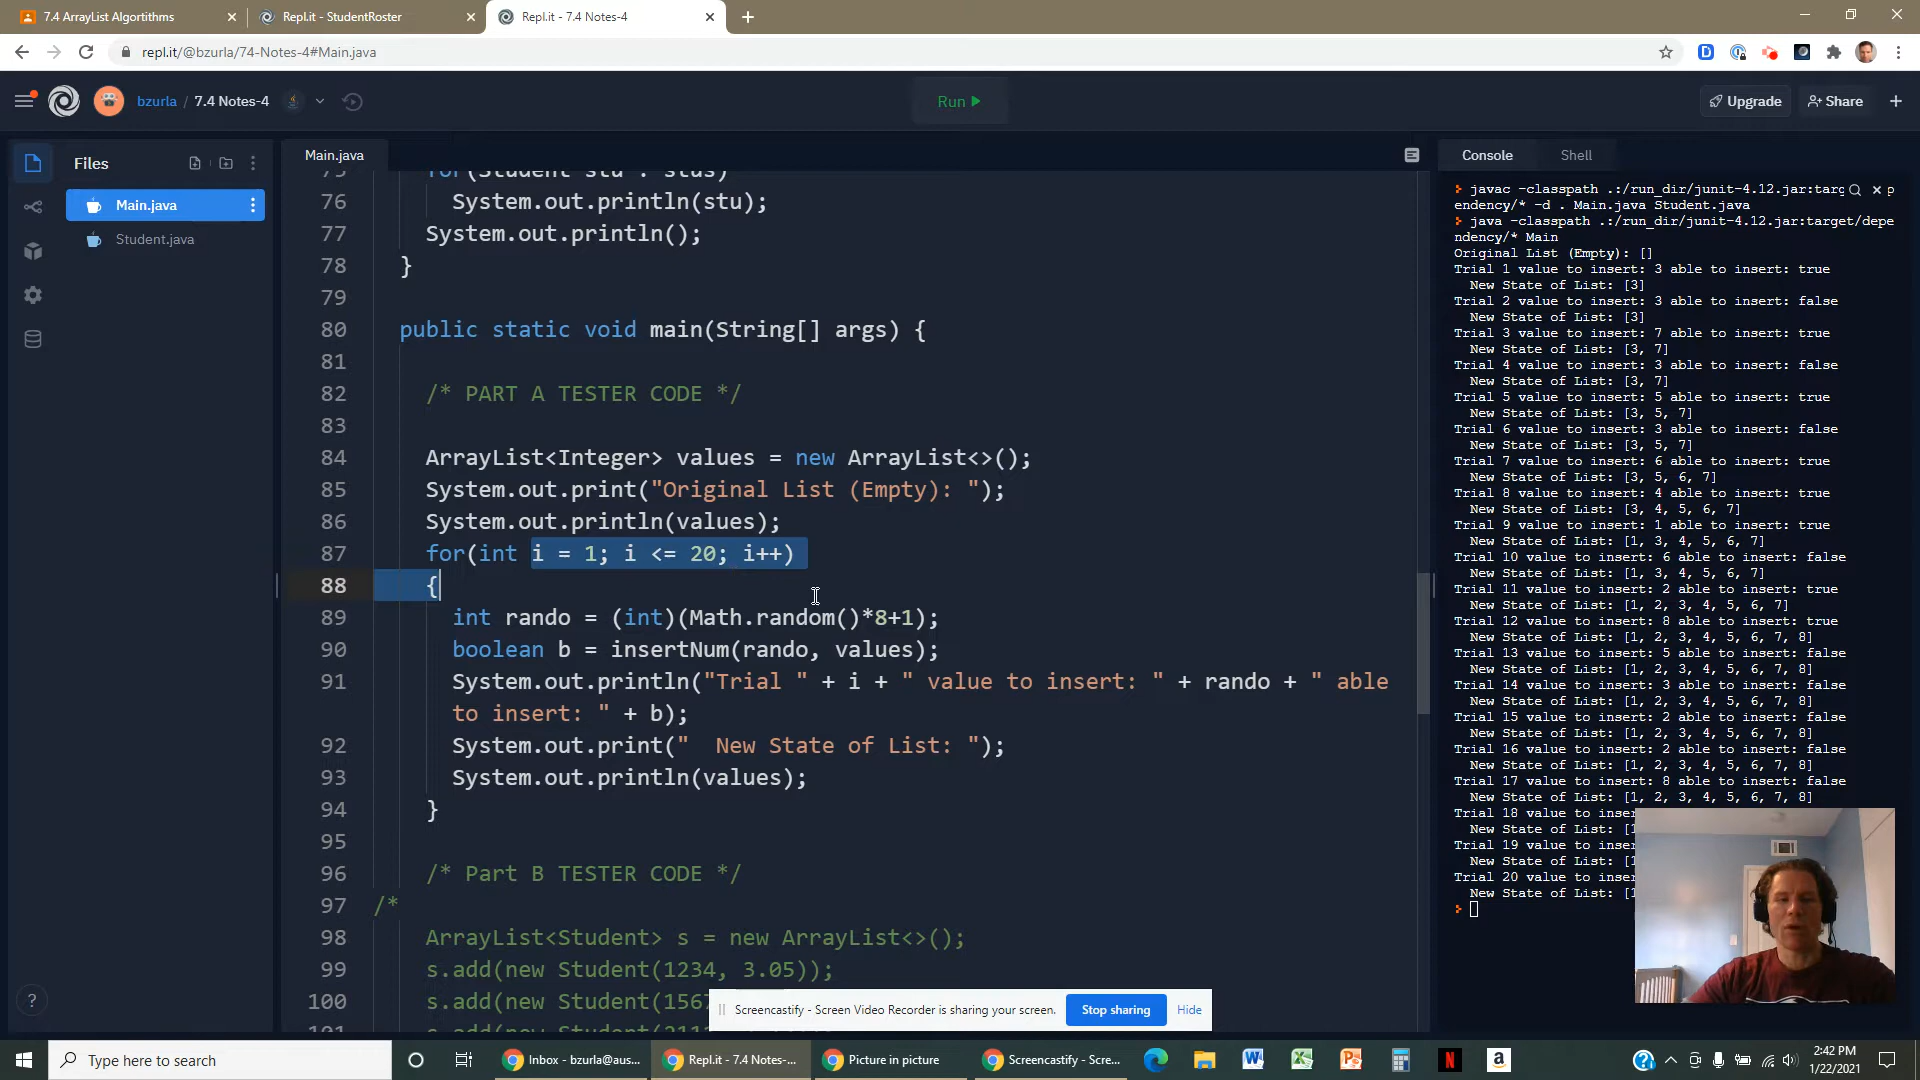 7.4 ArrayList Algortithms
Repl.it - StudentRoster
Repl.it - 7.4 Notes-4
repl.it/@bzurla/74-Notes-4#Main.java
bzurla / 7.4 Notes-4
Run
Upgrade
Share
Files
Main.java
Student.java
Main.java
75 for(Student stu : stus)
76 System.out.println(stu);
77 System.out.println();
78 }
79
80 public static void main(String[] args) {
81
82 /* PART A TESTER CODE */
83
84 ArrayList<Integer> values = new ArrayList<>();
85 System.out.print("Original List (Empty): ");
86 System.out.println(values);
87 for(int i = 1; i <= 20; i++)
88 {
89 int rando = (int)(Math.random()*8+1);
90 boolean b = insertNum(rando, values);
91 System.out.println("Trial " + i + " value to insert: " + rando + " able
to insert: " + b);
92 System.out.print("  New State of List: ");
93 System.out.println(values);
94 }
95
96 /* Part B TESTER CODE */
97 /*
98 ArrayList<Student> s = new ArrayList<>();
99 s.add(new Student(1234, 3.05));
100 s.add(new Student(1567
101
Console
Shell
javac -classpath .:/run_dir/junit-4.12.jar:targ
ependency/* -d . Main.java Student.java
java -classpath .:/run_dir/junit-4.12.jar:target/depe
ndency/* Main
Original List (Empty): []
Trial 1 value to insert: 3 able to insert: true
New State of List: [3]
Trial 2 value to insert: 3 able to insert: false
New State of List: [3]
Trial 3 value to insert: 7 able to insert: true
New State of List: [3, 7]
Trial 4 value to insert: 3 able to insert: false
New State of List: [3, 7]
Trial 5 value to insert: 5 able to insert: true
New State of List: [3, 5, 7]
Trial 6 value to insert: 3 able to insert: false
New State of List: [3, 5, 7]
Trial 7 value to insert: 6 able to insert: true
New State of List: [3, 5, 6, 7]
Trial 8 value to insert: 4 able to insert: true
New State of List: [3, 4, 5, 6, 7]
Trial 9 value to insert: 1 able to insert: true
New State of List: [1, 3, 4, 5, 6, 7]
Trial 10 value to insert: 6 able to insert: false
New State of List: [1, 3, 4, 5, 6, 7]
Trial 11 value to insert: 2 able to insert: true
New State of List: [1, 2, 3, 4, 5, 6, 7]
Trial 12 value to insert: 8 able to insert: true
New State of List: [1, 2, 3, 4, 5, 6, 7, 8]
Trial 13 value to insert: 5 able to insert: false
New State of List: [1, 2, 3, 4, 5, 6, 7, 8]
Trial 14 value to insert: 3 able to insert: false
New State of List: [1, 2, 3, 4, 5, 6, 7, 8]
Trial 15 value to insert: 2 able to insert: false
New State of List: [1, 2, 3, 4, 5, 6, 7, 8]
Trial 16 value to insert: 2 able to insert: false
New State of List: [1, 2, 3, 4, 5, 6, 7, 8]
Trial 17 value to insert: 8 able to insert: false
New State of List: [1, 2, 3, 4, 5, 6, 7, 8]
Trial 18 value to inser
New State of List: [1
Trial 19 value to inser
New State of List: [1
Trial 20 value to inser
New State of List: [1
Screencastify - Screen Video Recorder is sharing your screen.
Stop sharing
Hide
Type here to search
Inbox - bzurla@aus...
Repl.it - 7.4 Notes-...
Picture in picture
Screencastify - Scre...
2:42 PM
1/22/2021